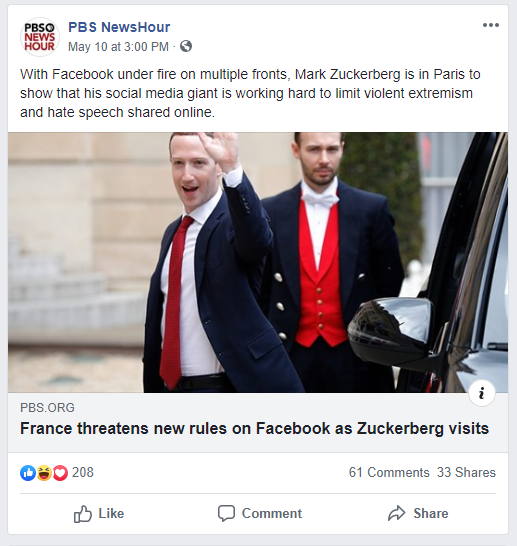 PBS
NEWS
HOUR
PBS NewsHour
May 10 at 3:00 PM ·
With Facebook under fire on multiple fronts, Mark Zuckerberg is in Paris to
show that his social media giant is working hard to limit violent extremism
and hate speech shared online.
i
PBS.ORG
France threatens new rules on Facebook as Zuckerberg visits
208
61 Comments 33 Shares
Like
Comment
Share